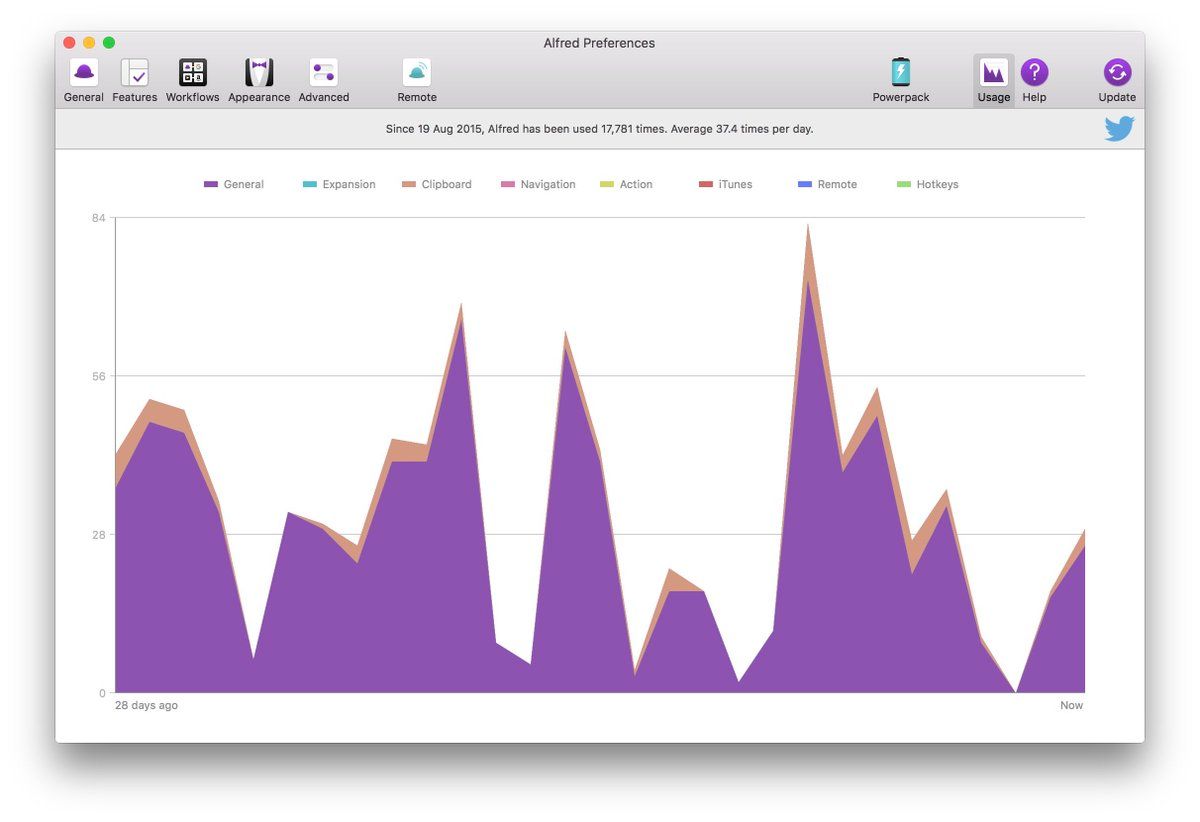 Alfred Preferences
General Features Workflows Appearance Advanced Remote Powerpack Usage Help Update
Since 19 Aug 2015, Alfred has been used 17,781 times. Average 37.4 times per day.
General Expansion Clipboard Navigation Action iTunes Remote Hotkeys
84
56
28
0
28 days ago Now